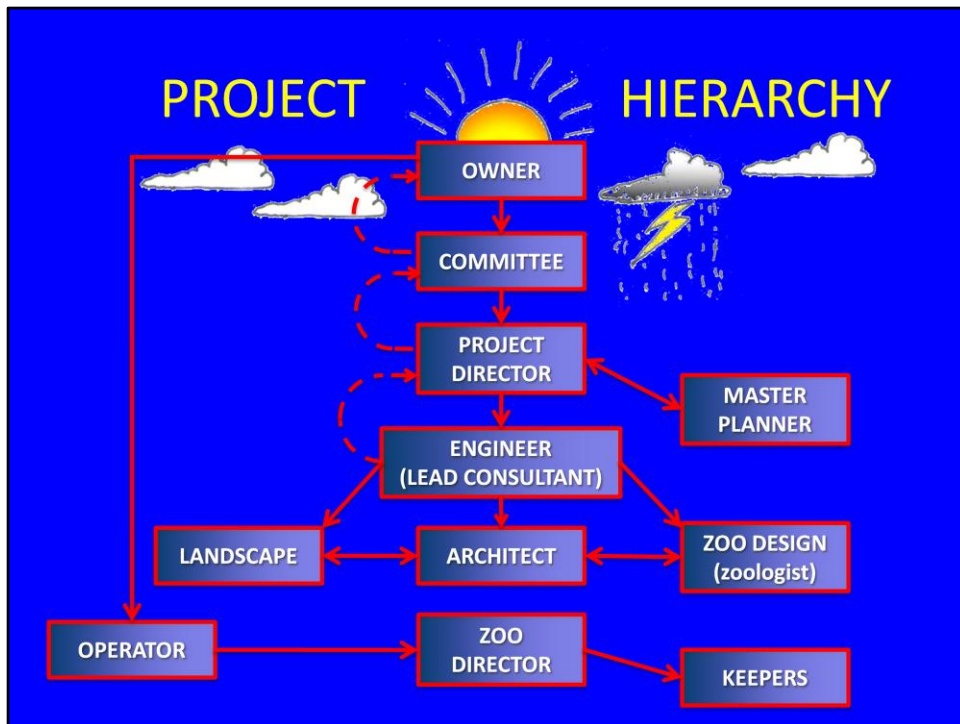 PROJECT HIERARCHY
OWNER
COMMITTEE
PROJECT
DIRECTOR
MASTER
PLANNER
ENGINEER
(LEAD CONSULTANT)
LANDSCAPE
ARCHITECT
ZOO DESIGN
(zoologist)
OPERATOR
ZOO
DIRECTOR
KEEPERS